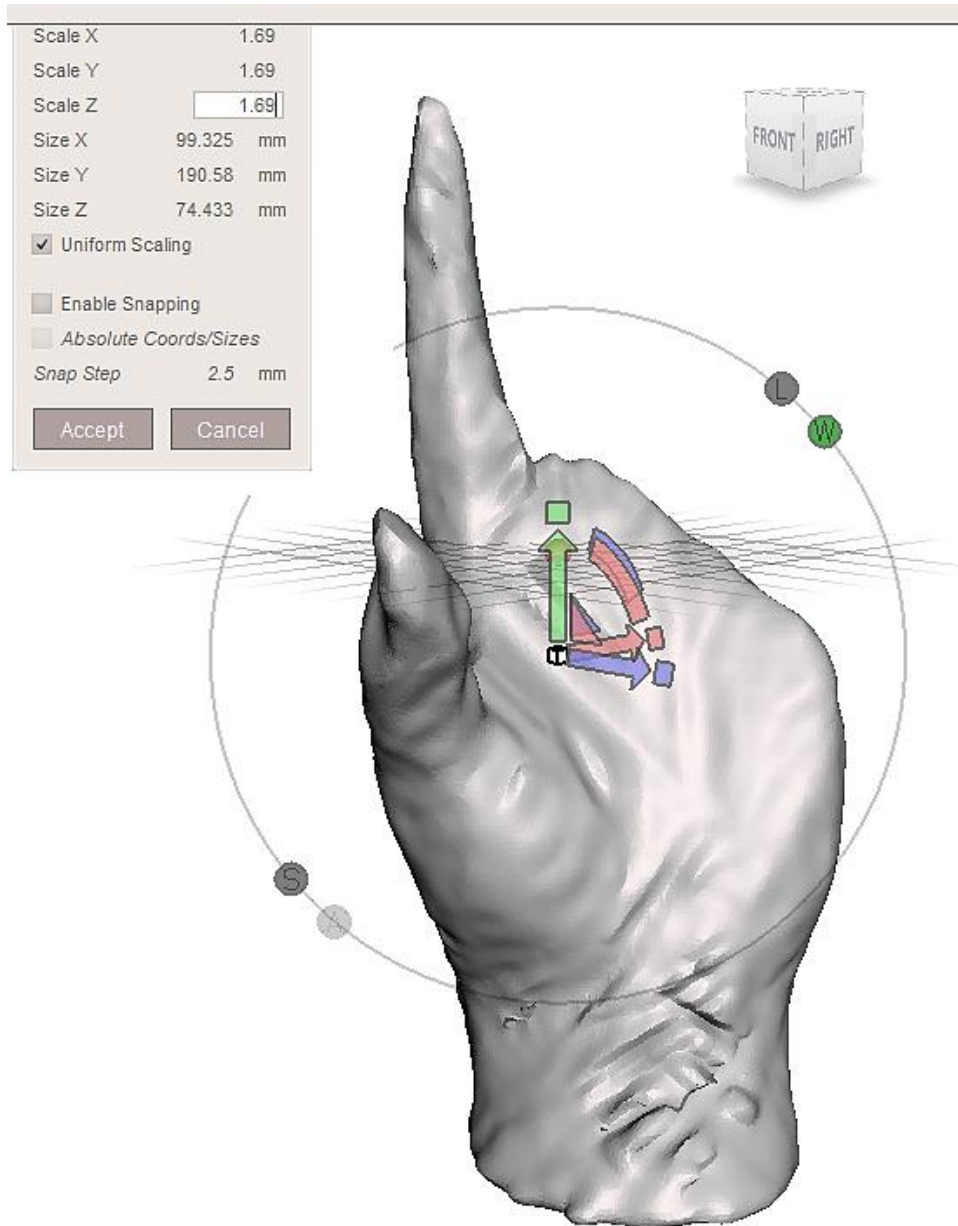 Scale X 1.69
Scale Y 1.69
Scale Z 1.69
Size X 99.325 mm
Size Y 190.58 mm
Size Z 74.433 mm
Uniform Scaling
Enable Snapping
Absolute Coords/Sizes
Snap Step 2.5 mm
Accept Cancel
FRONT RIGHT
L
W
S
A